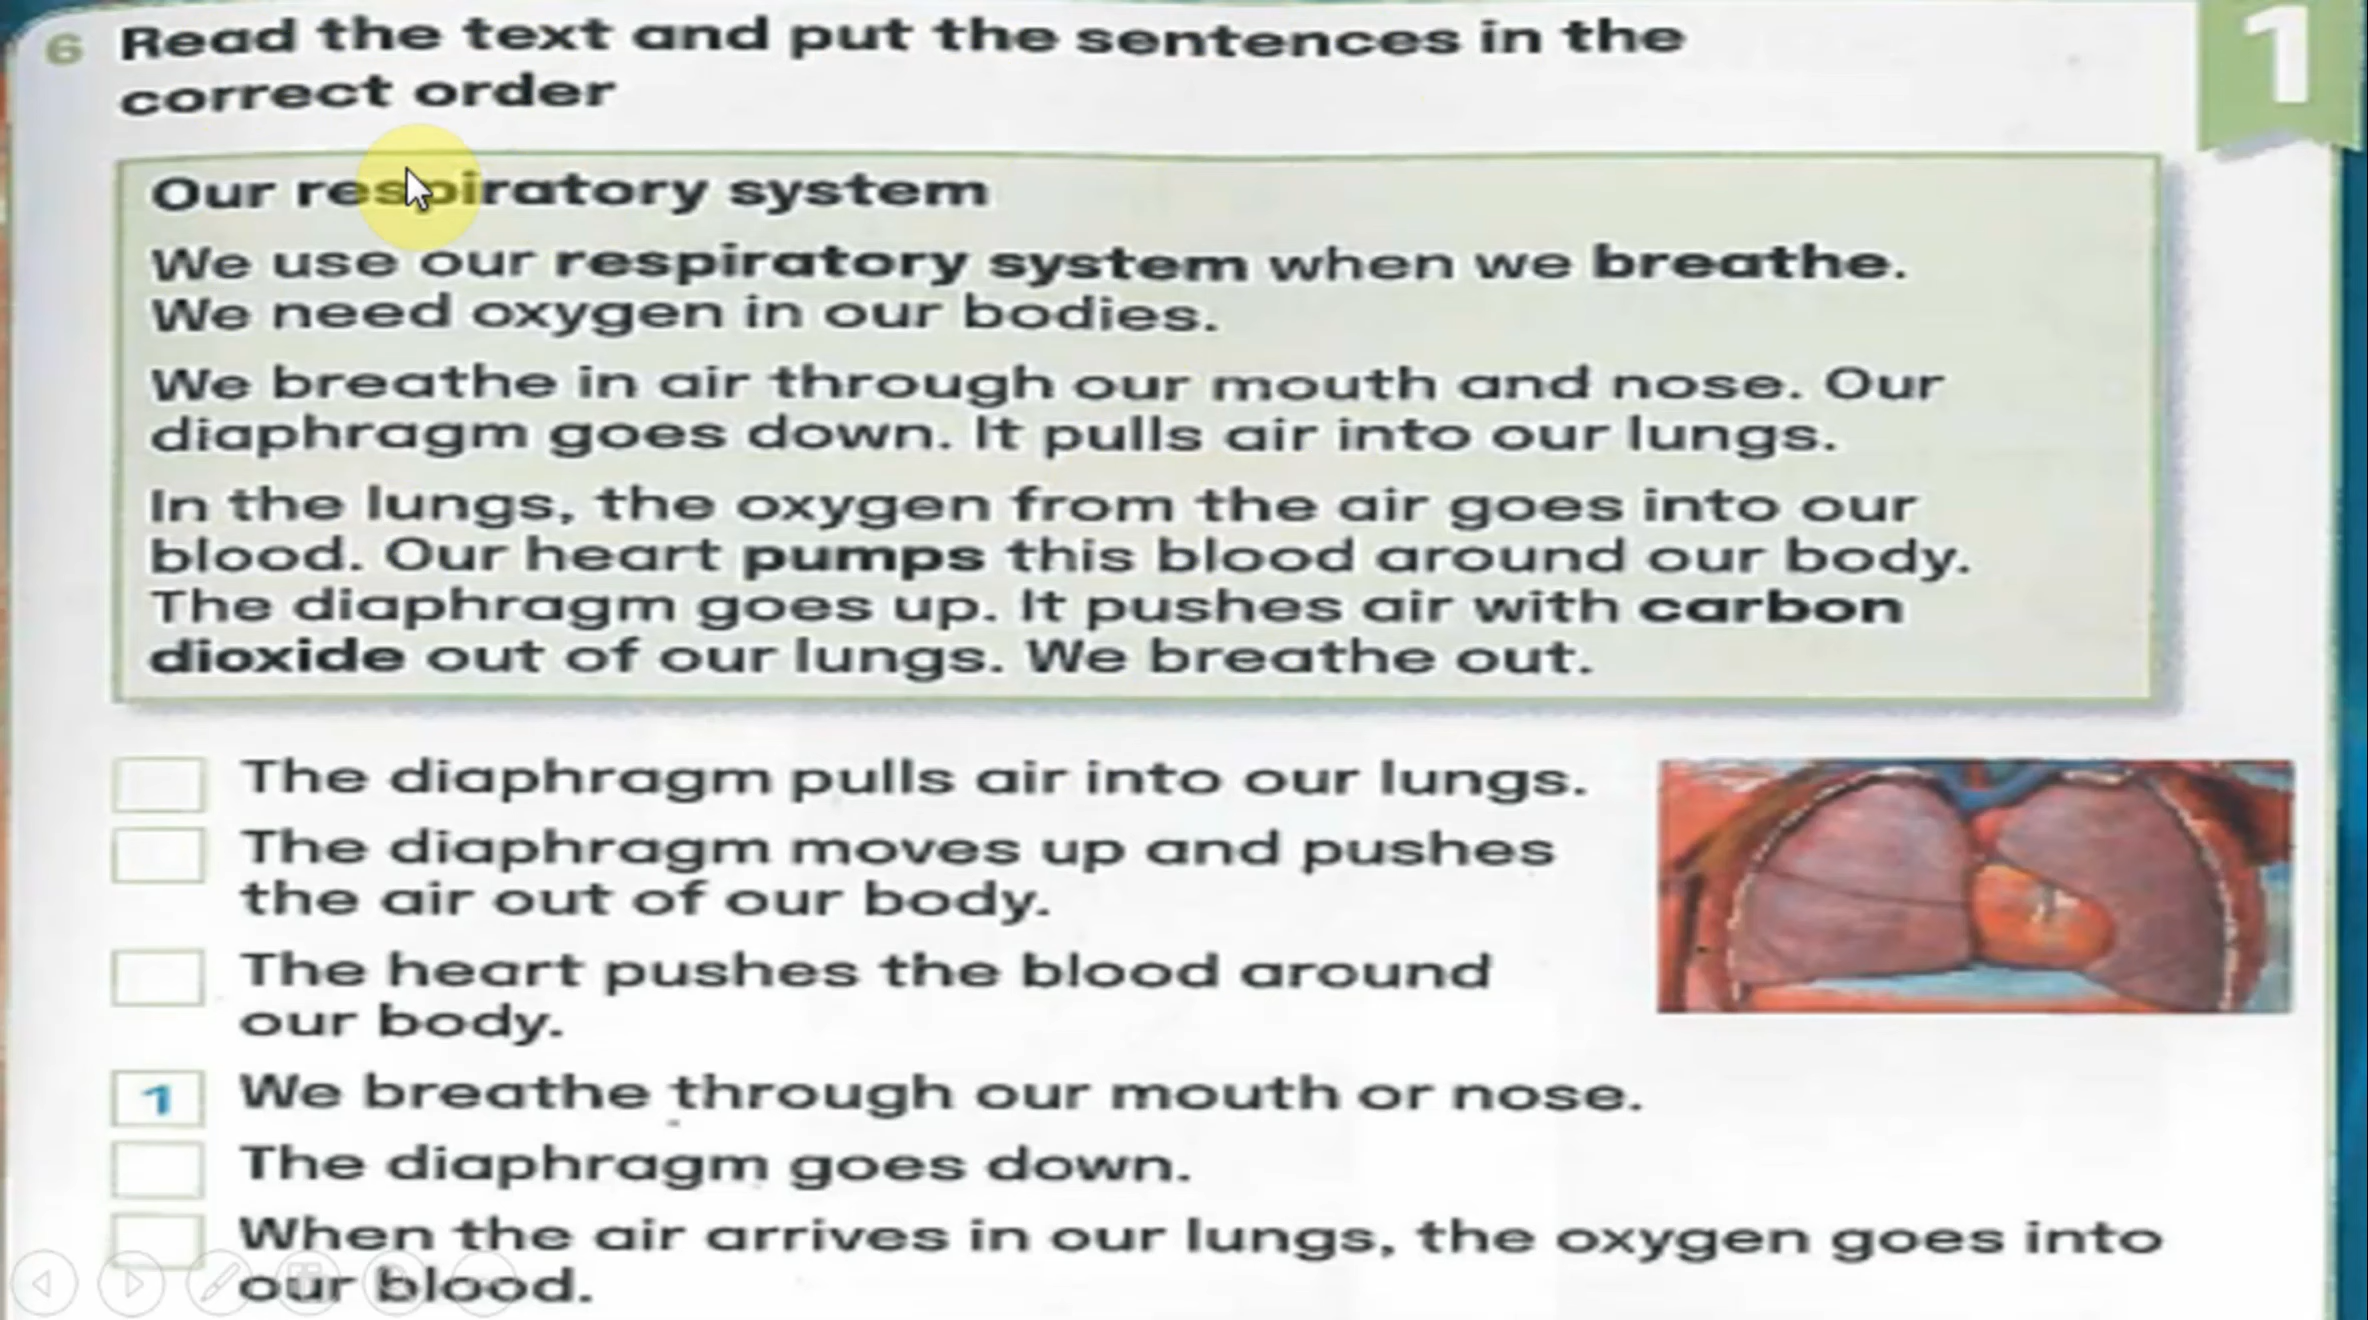 6 Read the text and put the sentences in the
correct order
1
Our respiratory system
We use our respiratory system when we breathe.
We need oxygen in our bodies.
We breathe in air through our mouth and nose. Our
diaphragm goes down. It pulls air into our lungs.
In the lungs, the oxygen from the air goes into our
blood. Our heart pumps this blood around our body.
The diaphragm goes up. It pushes air with carbon
dioxide out of our lungs. We breathe out.
The diaphragm pulls air into our lungs.
The diaphragm moves up and pushes
the air out of our body.
The heart pushes the blood around
our body.
1 We breathe through our mouth or nose.
The diaphragm goes down.
When the air arrives in our lungs, the oxygen goes into
our blood.